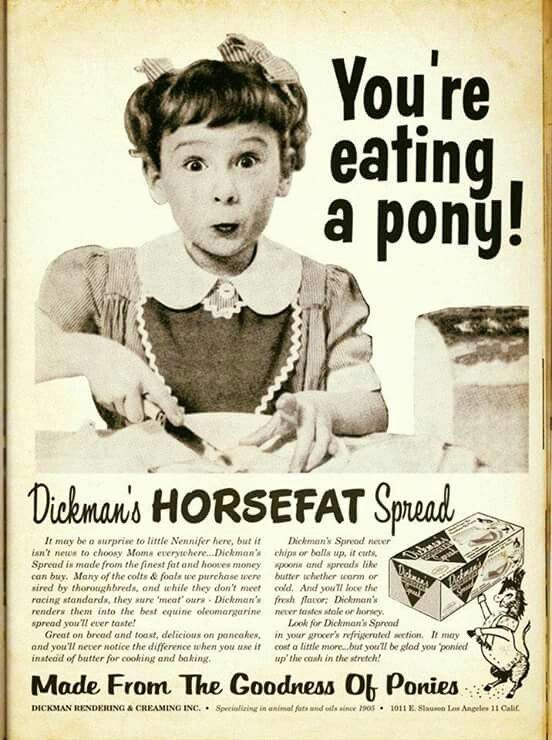 You're
eating
a pony!
Dickman's HORSEFAT Spread
It may be a surprise to little Nennifer here, but it
isn't news to choosy Moms everywhere...Dickman's
Spread is made from the finest fat and hooves money
can buy. Many of the colts & foals we purchase were
sired by thoroughbreds, and while they don't meet
racing standards, they sure 'meat' ours - Dickman's
renders them into the best equine oleomargarine
spread you'll ever taste!
Great on bread and toast, delicious on pancakes,
and you'll never notice the difference when you use it
instead of butter for cooking and baking.
Dickman's Spread never
chips or balls up, it cuts,
spoons and spreads like
butter whether warm or
cold. And you'll love the
fresh flavor; Dickman's
never tastes stale or horsey.
Look for Dickman's Spread
in your grocer's refrigerated section. It may
cost a little more...but you'll be glad you 'ponied
up' the cash in the stretch!
Dickman's
Dickman's
Made From The Goodness Of Ponies
DICKMAN RENDERING & CREAMING INC. • Specializing in animal fats and oils since 1905 • 1011 E. Slauson Los Angeles 11 Calif.